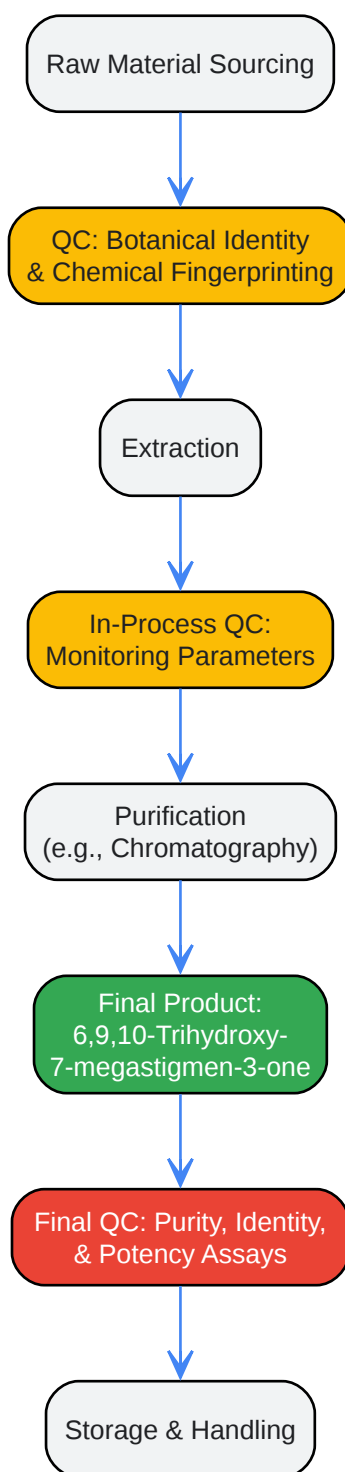 Raw Material Sourcing
QC: Botanical Identity
& Chemical Fingerprinting
Extraction
In-Process QC:
Monitoring Parameters
Purification
(e.g., Chromatography)
Final Product:
6,9,10-Trihydroxy-
7-megastigmen-3-one
Final QC: Purity, Identity,
& Potency Assays
Storage & Handling